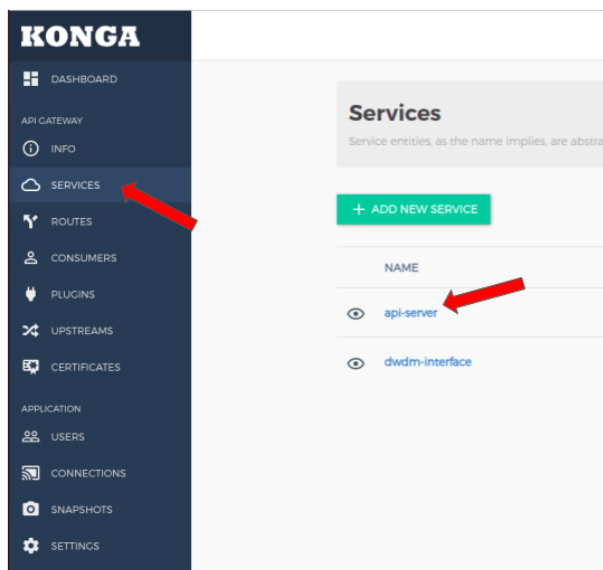 KONGA
DASHBOARD
API GATEWAY
INFO
SERVICES
ROUTES
CONSUMERS
PLUGINS
UPSTREAMS
CERTIFICATES
APPLICATION
USERS
CONNECTIONS
SNAPSHOTS
SETTINGS
Services
Service entities, as the name implies, are abstra
+ ADD NEW SERVICE
NAME
api-server
dwdm-interface